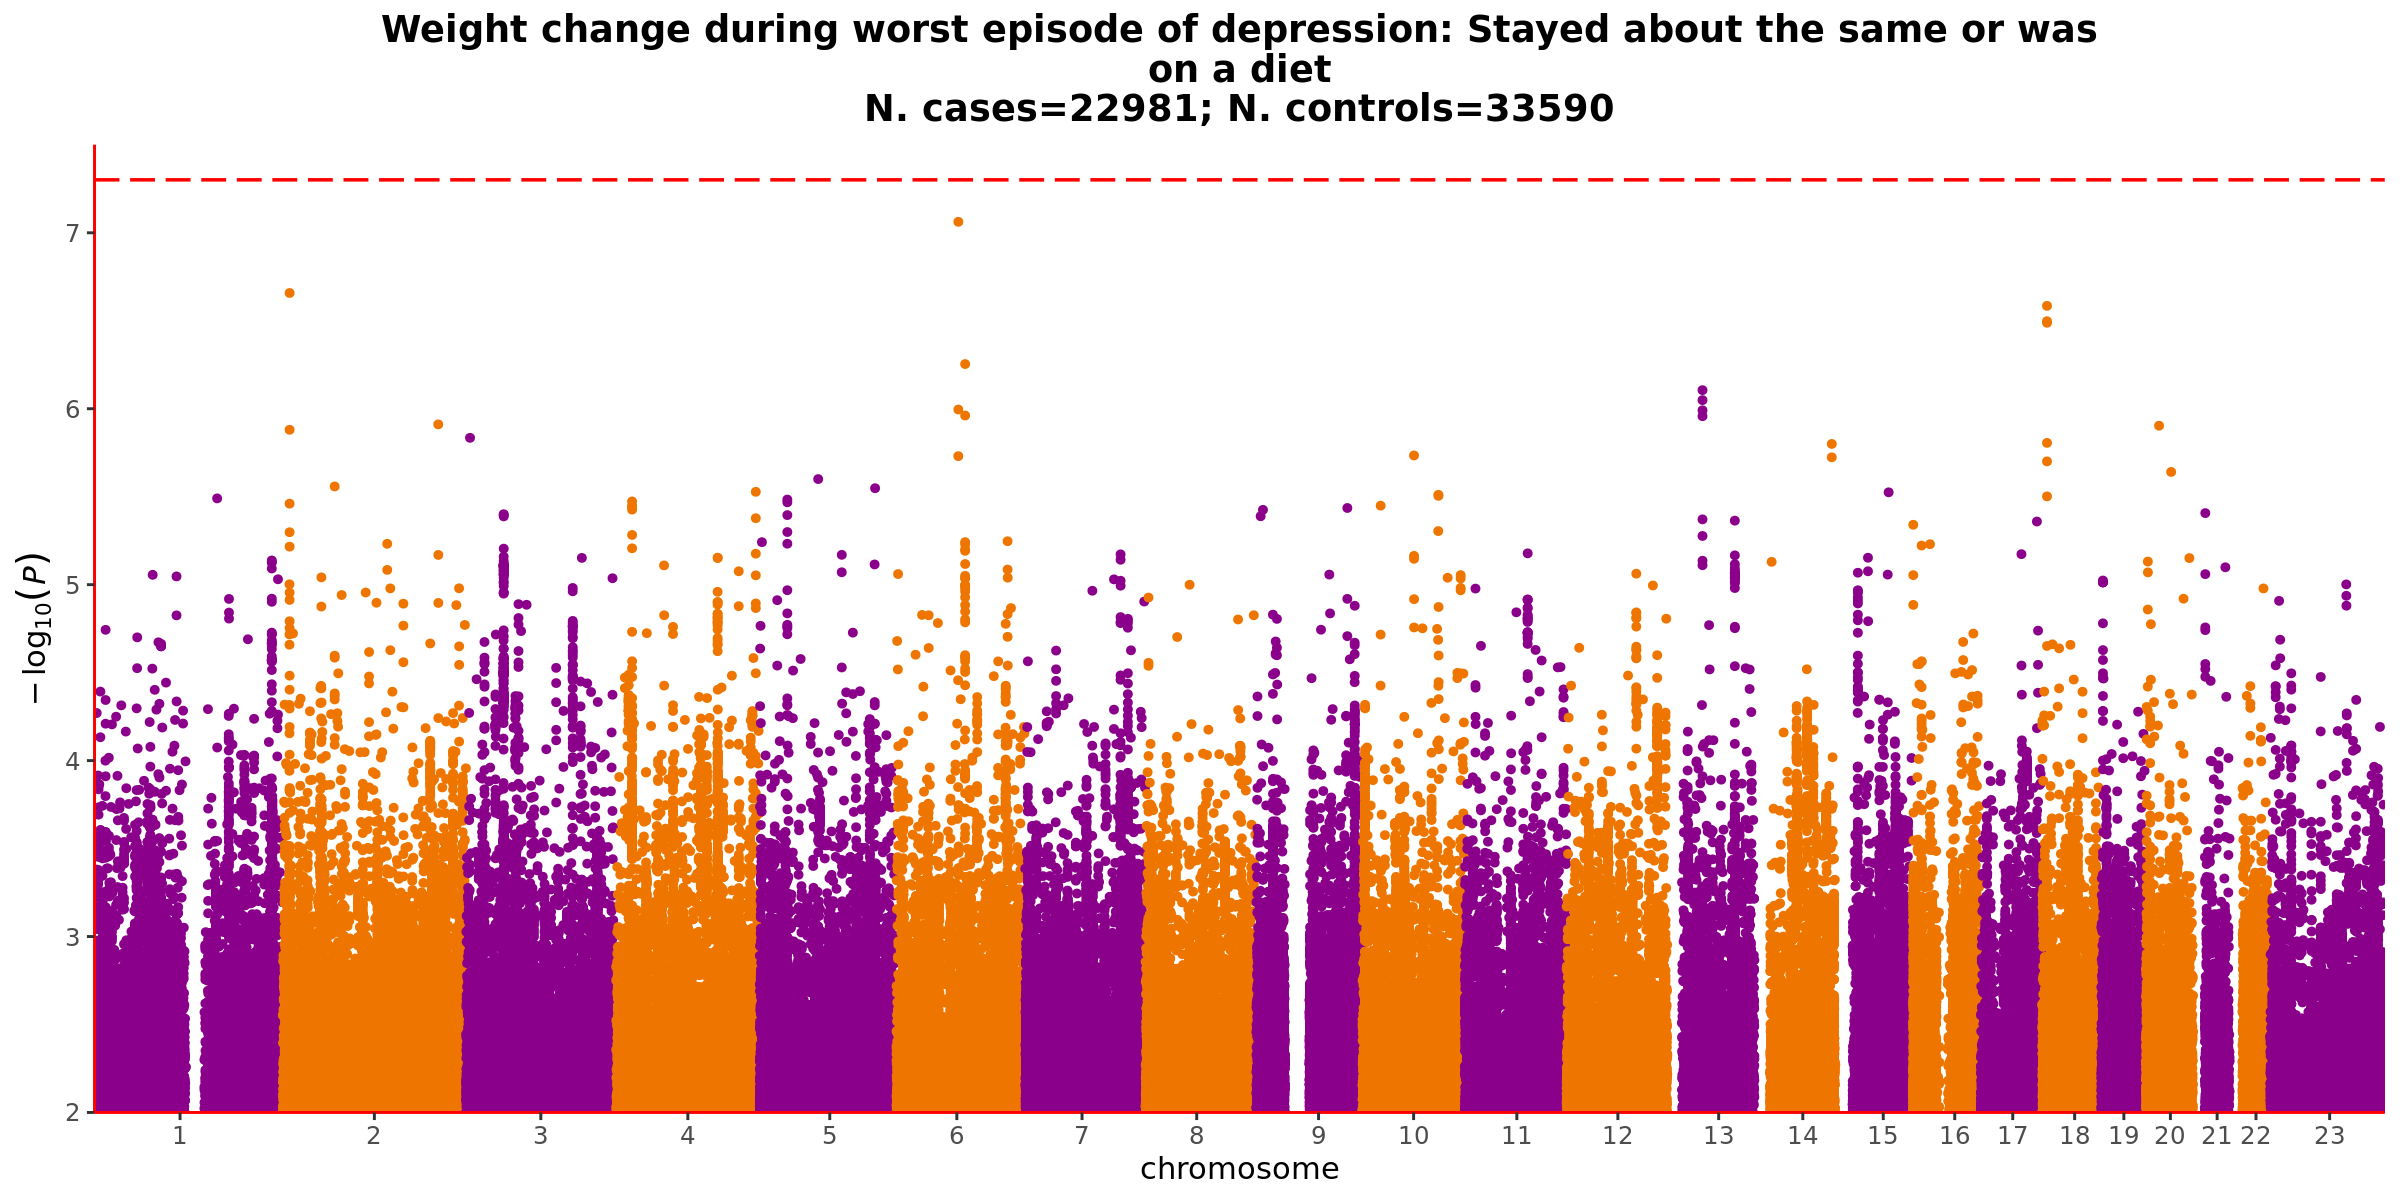 Weight change during worst episode of depression: Stayed about the same or was
on a diet
N. cases=22981; N. controls=33590
7
6
5
4
3
2
−log10(P)
1 2 3 4 5 6 7 8 9 10 11 12 13 14 15 16 17 18 19 20 21 22 23
chromosome